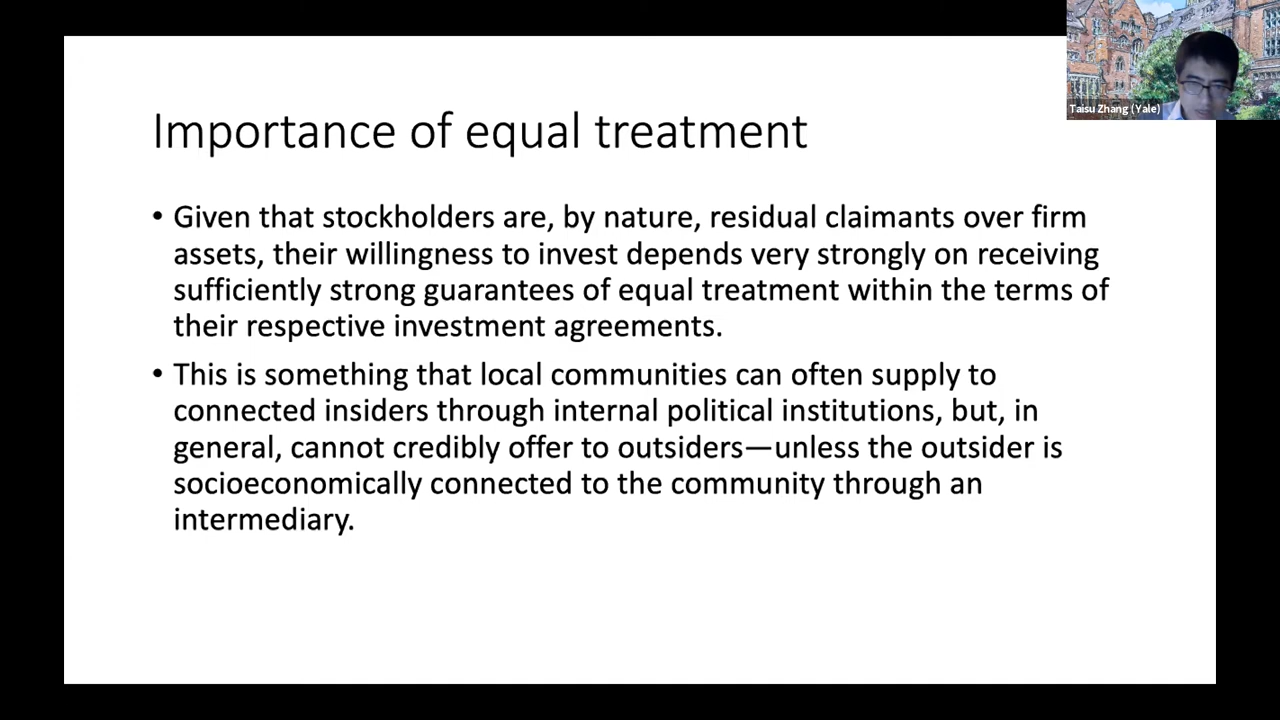 Taisu Zhang (Yale)
Importance of equal treatment
• Given that stockholders are, by nature, residual claimants over firm
assets, their willingness to invest depends very strongly on receiving
sufficiently strong guarantees of equal treatment within the terms of
their respective investment agreements.
• This is something that local communities can often supply to
connected insiders through internal political institutions, but, in
general, cannot credibly offer to outsiders—unless the outsider is
socioeconomically connected to the community through an
intermediary.